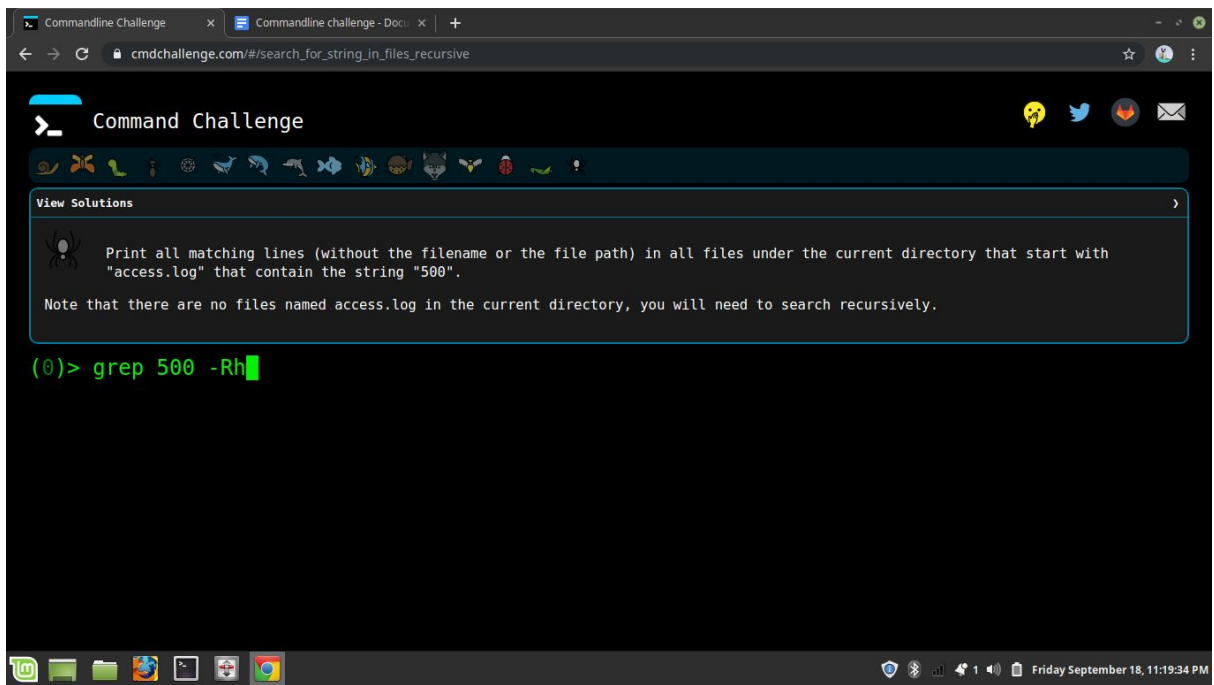 Commandline Challenge
Commandline challenge - Docu
cmdchallenge.com/#/search_for_string_in_files_recursive
Command Challenge
View Solutions
Print all matching lines (without the filename or the file path) in all files under the current directory that start with
"access.log" that contain the string "500".
Note that there are no files named access.log in the current directory, you will need to search recursively.
(0)> grep 500 -Rh
1 Friday September 18, 11:19:34 PM